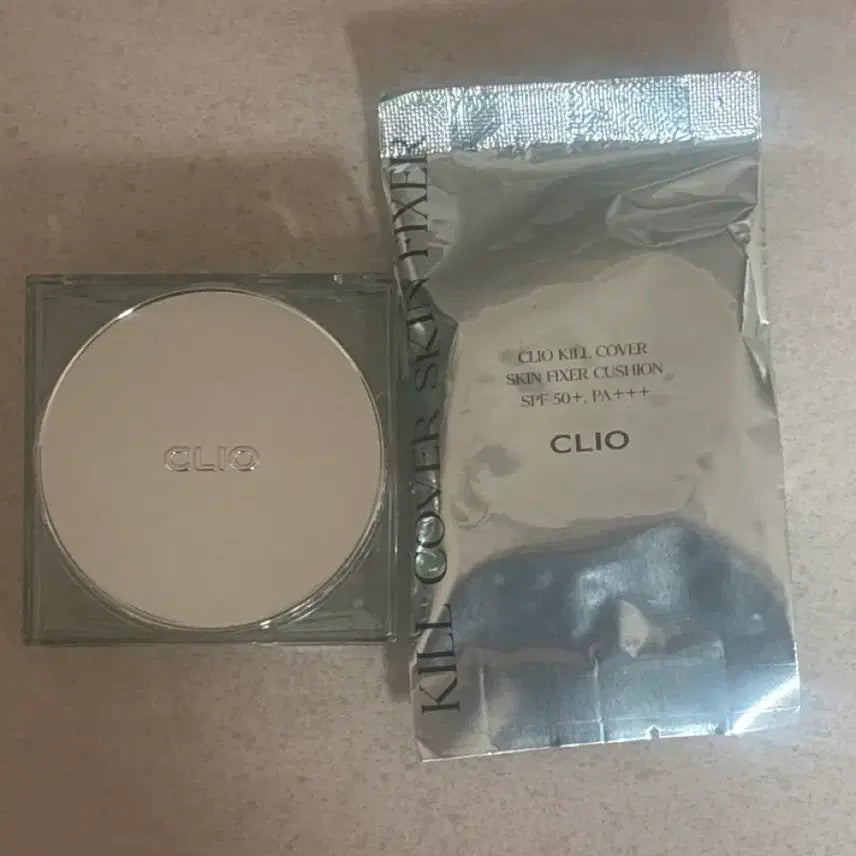 CLIO
KILL COVER SKIN FIXER
CLIO KILL COVER
SKIN FIXER CUSHION
SPF 50+, PA+++
CLIO